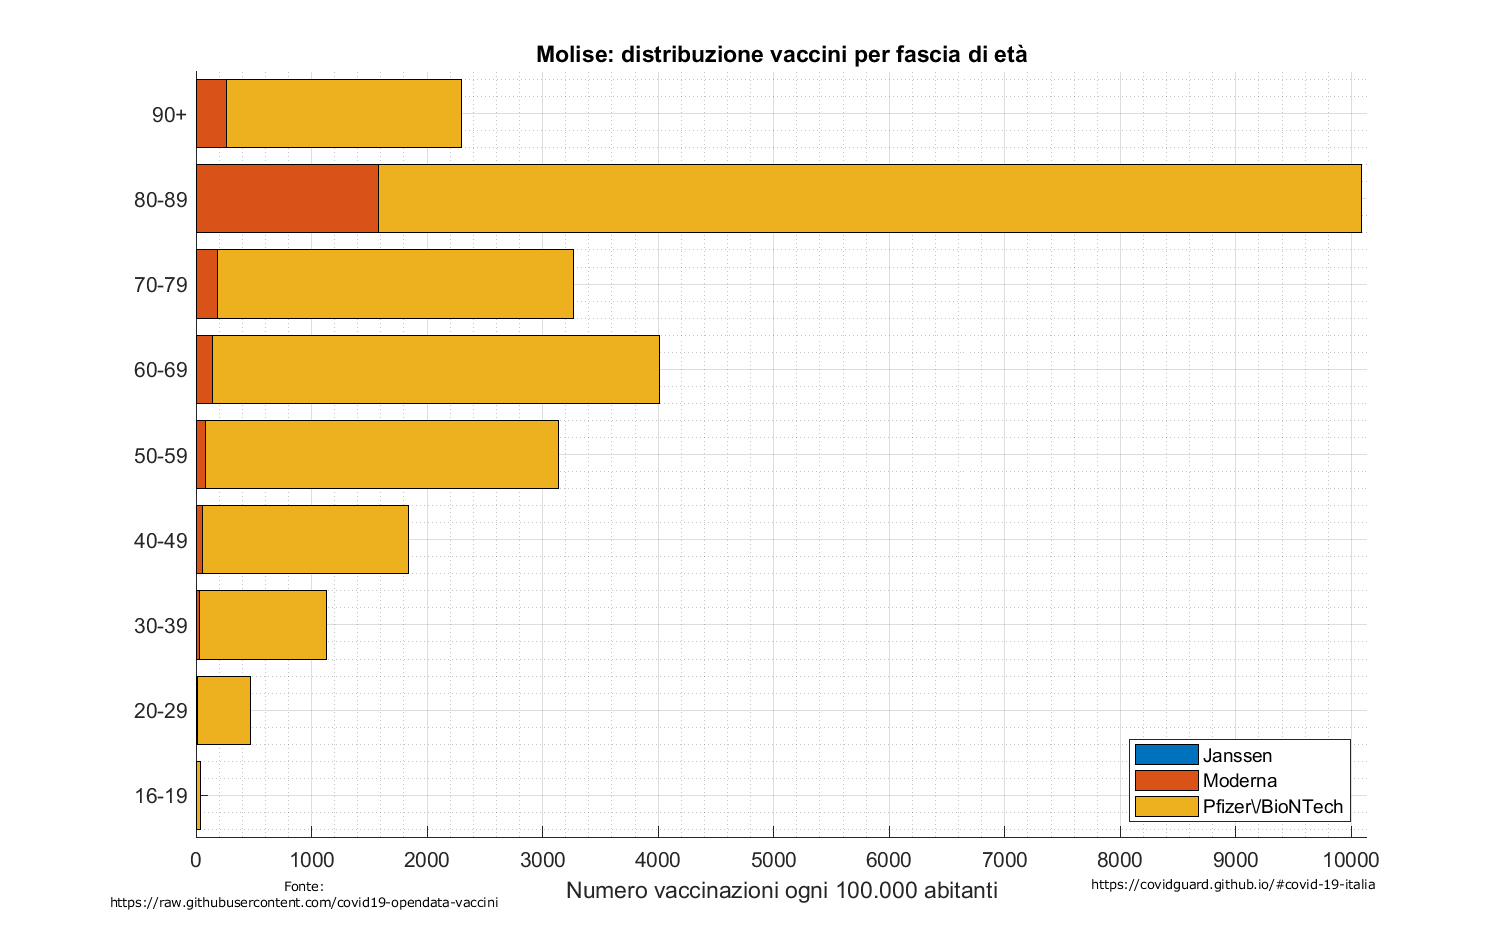 Molise: distribuzione vaccini per fascia di età
90+
80-89
70-79
60-69
50-59
40-49
30-39
20-29
16-19
Janssen
Moderna
Pfizer\/BioNTech
0 1000 2000 3000 4000 5000 6000 7000 8000 9000 10000
Numero vaccinazioni ogni 100.000 abitanti
Fonte:
https://raw.githubusercontent.com/covid19-opendata-vaccini
https://covidguard.github.io/#covid-19-italia